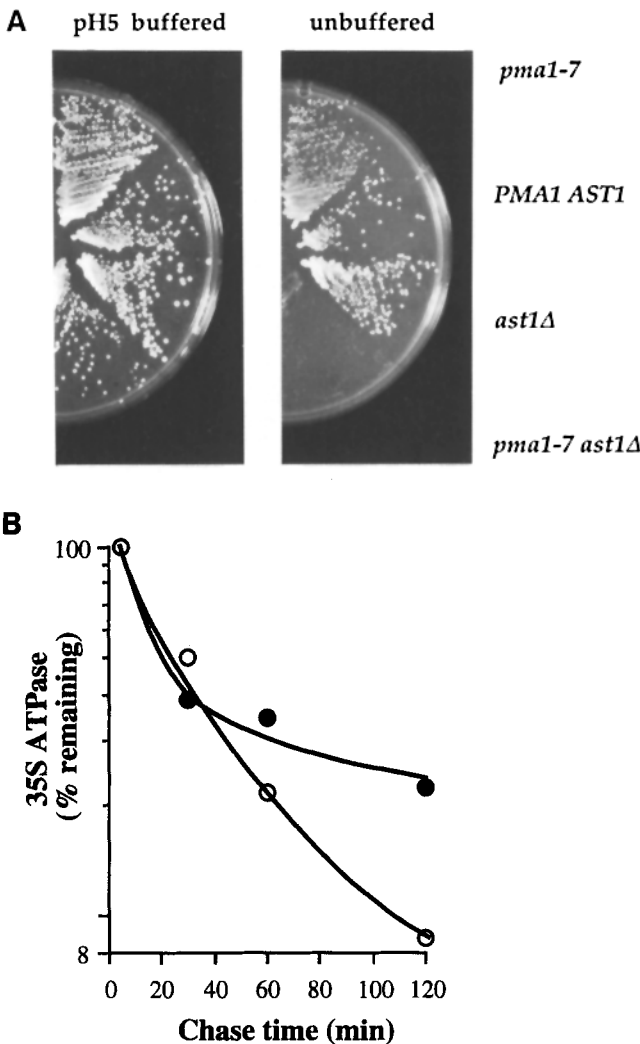 A
pH5 buffered
unbuffered
pma1-7
PMA1 AST1
ast1Δ
pma1-7 ast1Δ
B
100
8
35S ATPase
(% remaining)
0 20 40 60 80 100 120
Chase time (min)